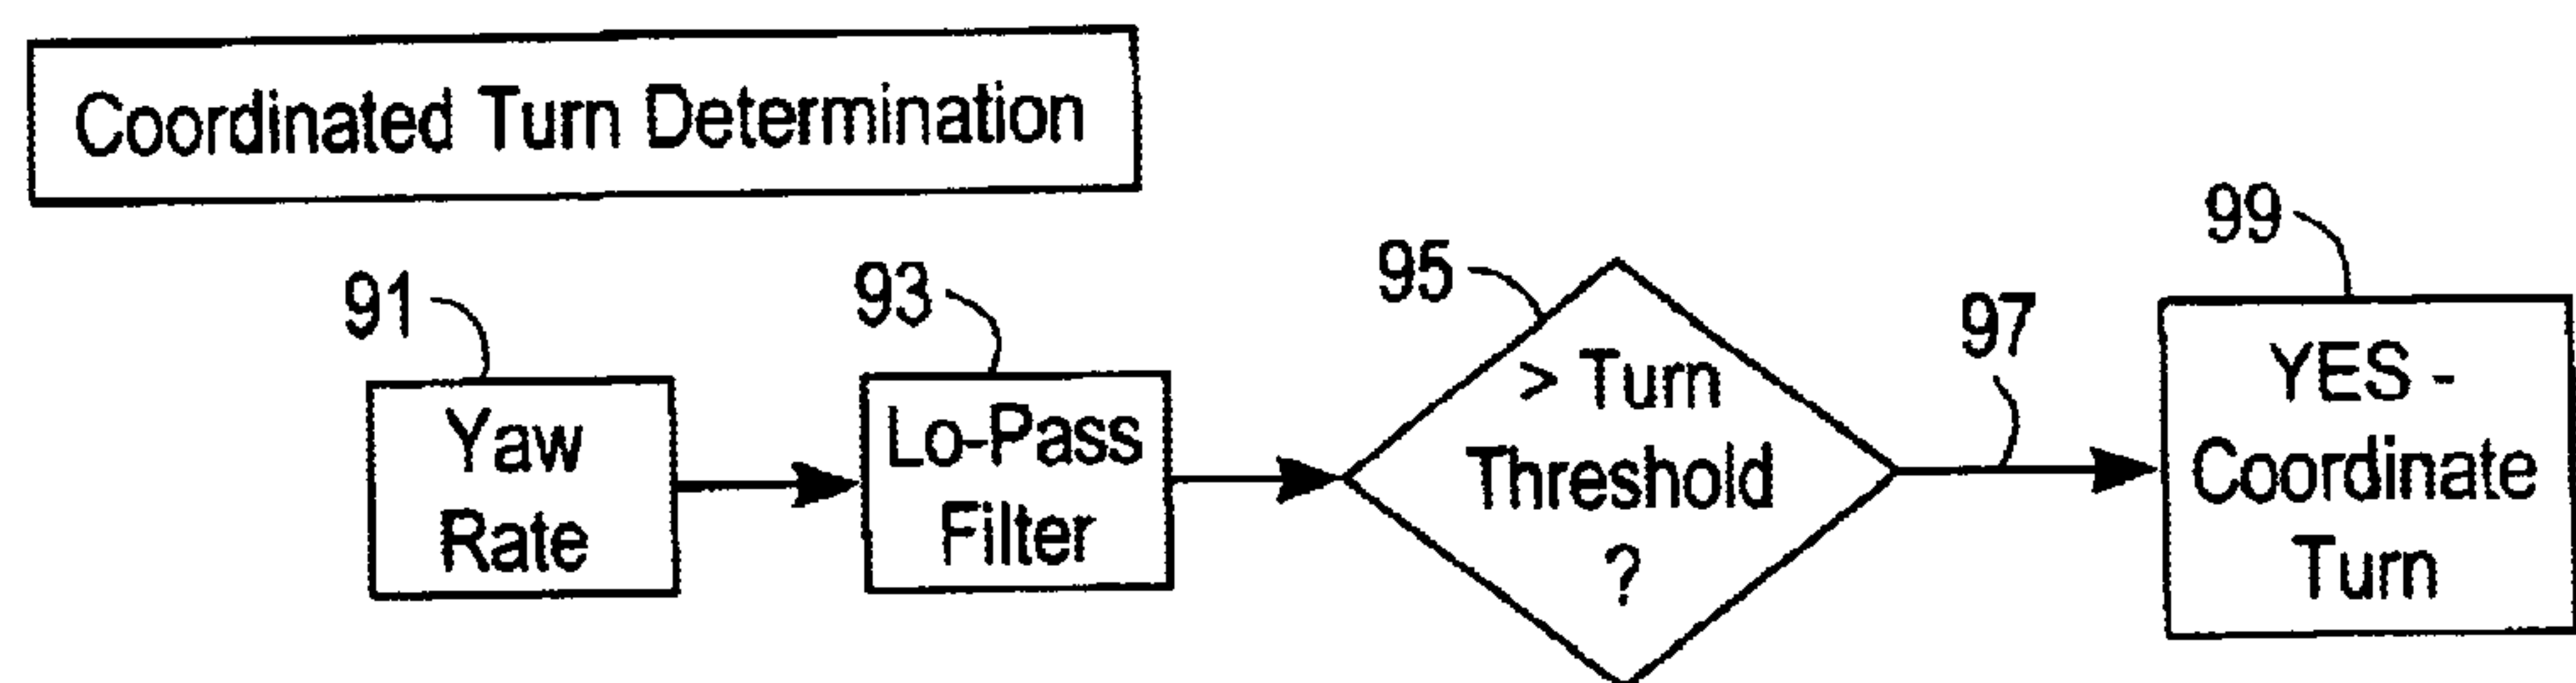 Coordinated Turn Determination
91
Yaw
Rate
93
Lo-Pass
Filter
95
> Turn
Threshold
?
97
99
YES -
Coordinate
Turn